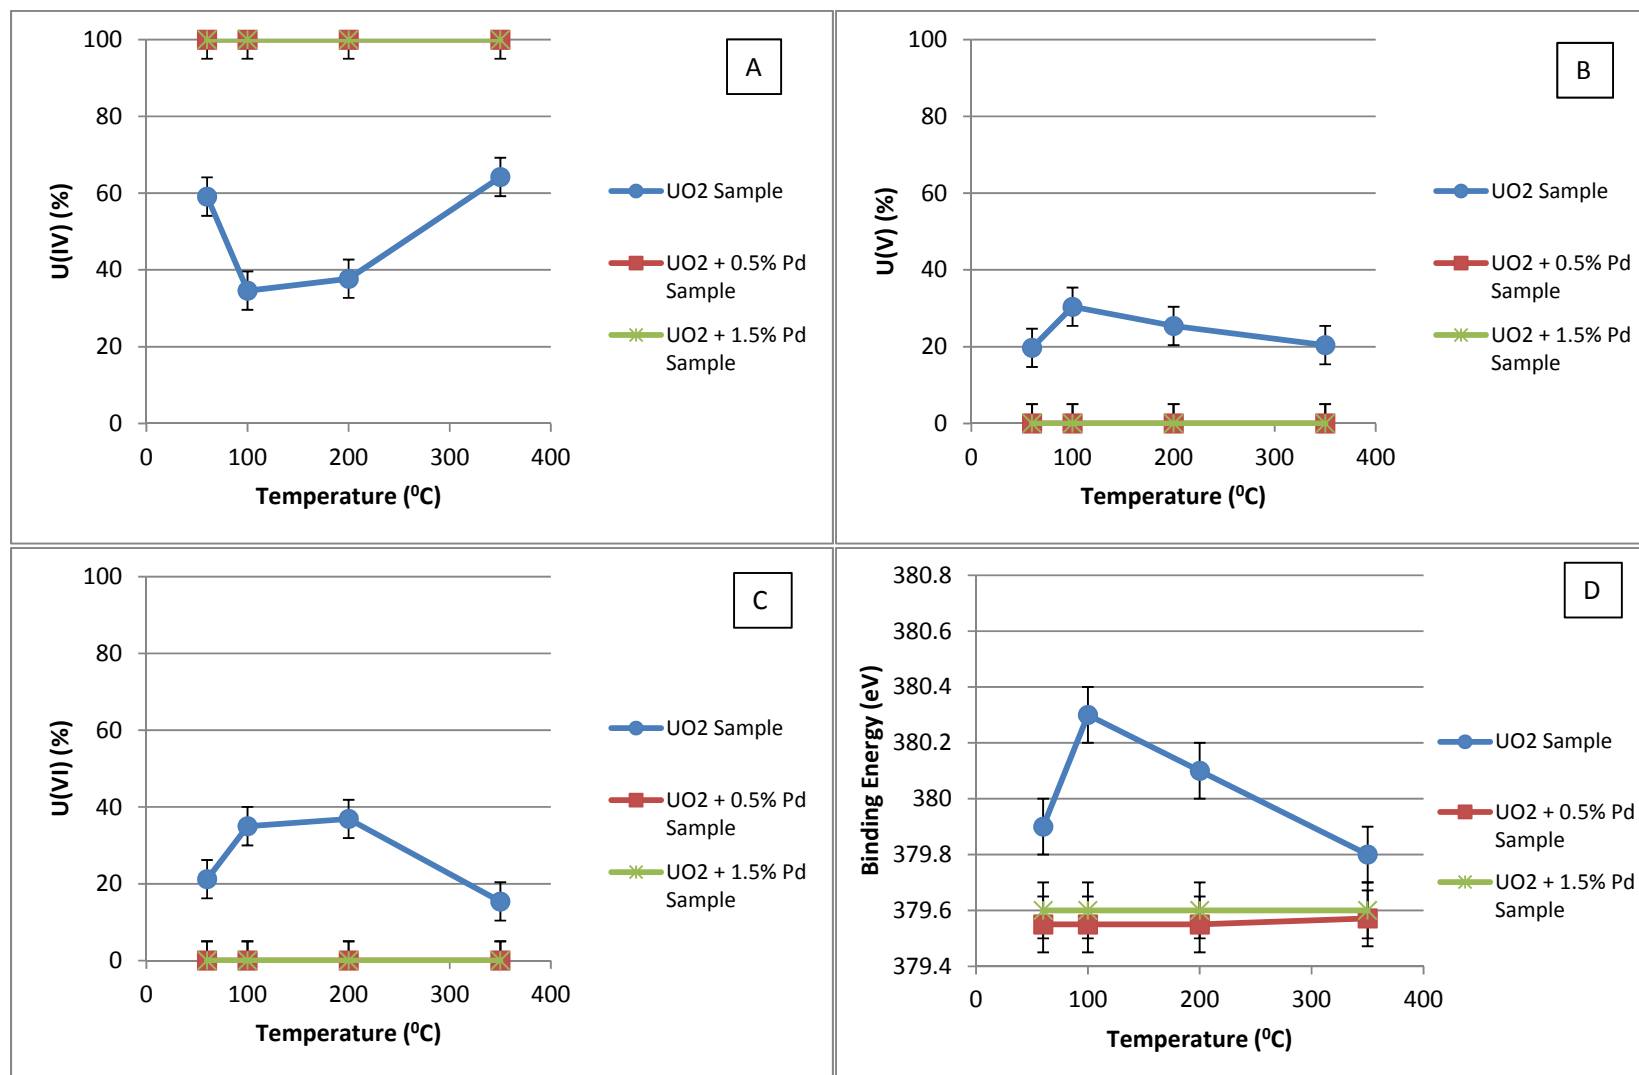 A
100
80
60
40
20
0
U(IV) (%)
0 100 200 300 400
Temperature (⁰C)
UO2 Sample
UO2 + 0.5% Pd
Sample
UO2 + 1.5% Pd
Sample
B
100
80
60
40
20
0
U(V) (%)
0 100 200 300 400
Temperature (⁰C)
UO2 Sample
UO2 + 0.5% Pd
Sample
UO2 + 1.5% Pd
Sample
C
100
80
60
40
20
0
U(VI) (%)
0 100 200 300 400
Temperature (⁰C)
UO2 Sample
UO2 + 0.5% Pd
Sample
UO2 + 1.5% Pd
Sample
D
380.8
380.6
380.4
380.2
380
379.8
379.6
379.4
Binding Energy (eV)
0 100 200 300 400
Temperature (⁰C)
UO2 Sample
UO2 + 0.5% Pd
Sample
UO2 + 1.5% Pd
Sample